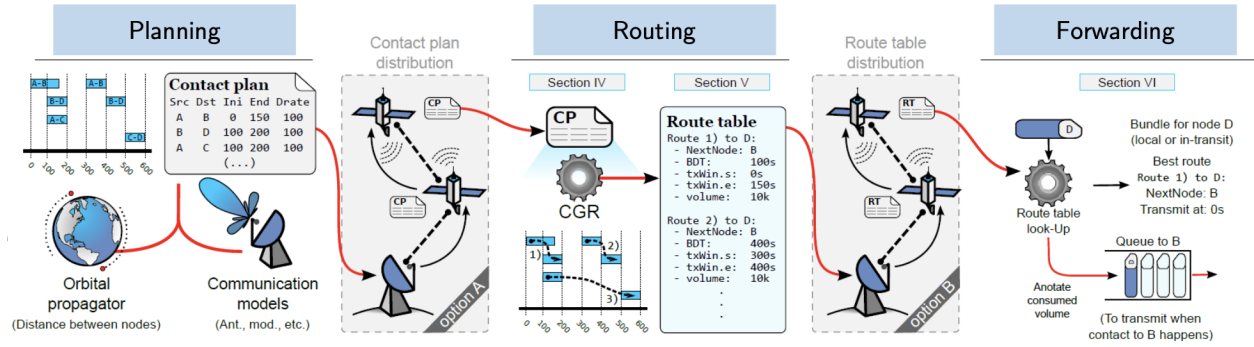 Planning
A-B
A-B
B-D
B-D
A-C
C-D
0
100
200
300
400
500
600
Contact plan
Src Dst Ini End Drate
A B 0 150 100
B D 100 200 100
A C 100 200 100
(...)
Orbital
propagator
(Distance between nodes)
Communication
models
(Ant., mod., etc.)
Contact plan
distribution
CP
CP
option A
Routing
Section IV
CP
CGR
1)
2)
3)
0
100
200
300
400
500
600
Section V
Route table
Route 1) to D:
- NextNode: B
- BDT: 100s
- txWin.s: 0s
- txWin.e: 150s
- volume: 10k
Route 2) to D:
- NextNode: B
- BDT: 400s
- txWin.s: 300s
- txWin.e: 400s
volume: 10k
.
.
.
Route table
distribution
RT
RT
option B
Forwarding
Section VI
D
Bundle for node D
(local or in-transit)
Best route
Route 1) to D:
NextNode: B
Transmit at: 0s
Route table
look-Up
Queue to B
Anotate
consumed
volume
(To transmit when
contact to B happens)